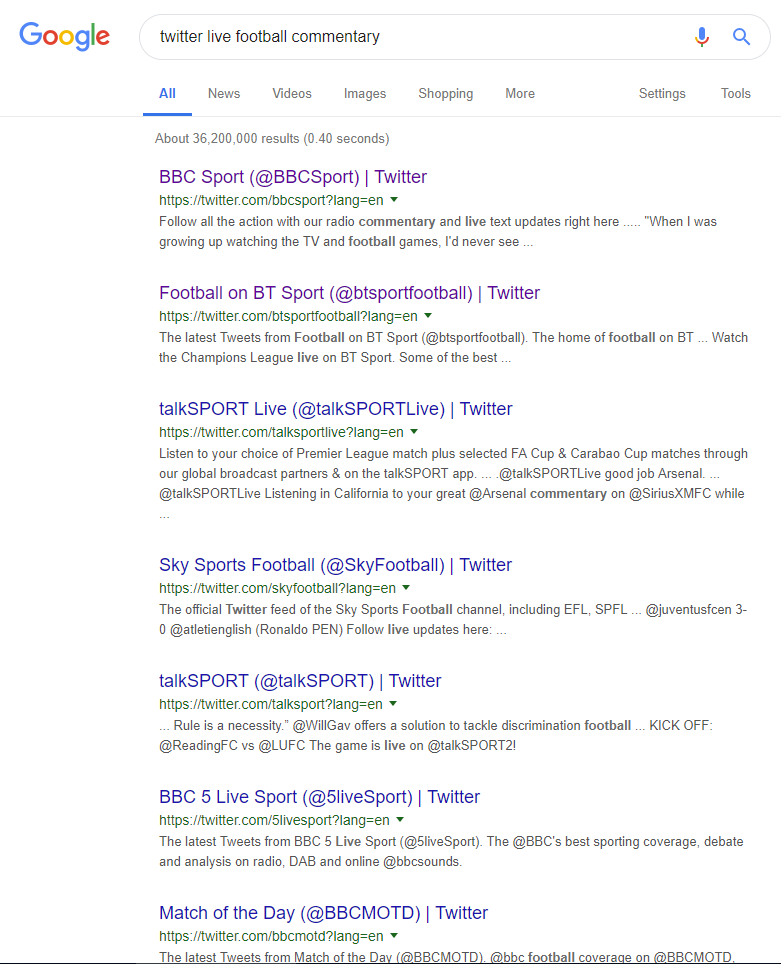 Google
twitter live football commentary
All News Videos Images Shopping More Settings Tools
About 36,200,000 results (0.40 seconds)
BBC Sport (@BBCSport) | Twitter
https://twitter.com/bbcsport?lang=en
Follow all the action with our radio commentary and live text updates right here ..... "When I was
growing up watching the TV and football games, I'd never see ...
Football on BT Sport (@btsportfootball) | Twitter
https://twitter.com/btsportfootball?lang=en
The latest Tweets from Football on BT Sport (@btsportfootball). The home of football on BT ... Watch
the Champions League live on BT Sport. Some of the best ...
talkSPORT Live (@talkSPORTLive) | Twitter
https://twitter.com/talksportlive?lang=en
Listen to your choice of Premier League match plus selected FA Cup & Carabao Cup matches through
our global broadcast partners & on the talkSPORT app. ... .@talkSPORTLive good job Arsenal. ...
@talkSPORTLive Listening in California to your great @Arsenal commentary on @SiriusXMFC while
...
Sky Sports Football (@SkyFootball) | Twitter
https://twitter.com/skyfootball?lang=en
The official Twitter feed of the Sky Sports Football channel, including EFL, SPFL ... @juventusfcen 3-
0 @atletienglish (Ronaldo PEN) Follow live updates here: ...
talkSPORT (@talkSPORT) | Twitter
https://twitter.com/talksport?lang=en
... Rule is a necessity.” @WillGav offers a solution to tackle discrimination football ... KICK OFF:
@ReadingFC vs @LUFC The game is live on @talkSPORT2!
BBC 5 Live Sport (@5liveSport) | Twitter
https://twitter.com/5livesport?lang=en
The latest Tweets from BBC 5 Live Sport (@5liveSport). The @BBC's best sporting coverage, debate
and analysis on radio, DAB and online @bbcsounds.
Match of the Day (@BBCMOTD) | Twitter
https://twitter.com/bbcmotd?lang=en
The latest Tweets from Match of the Day (@BBCMOTD). @bbc football coverage on @BBCMOTD,